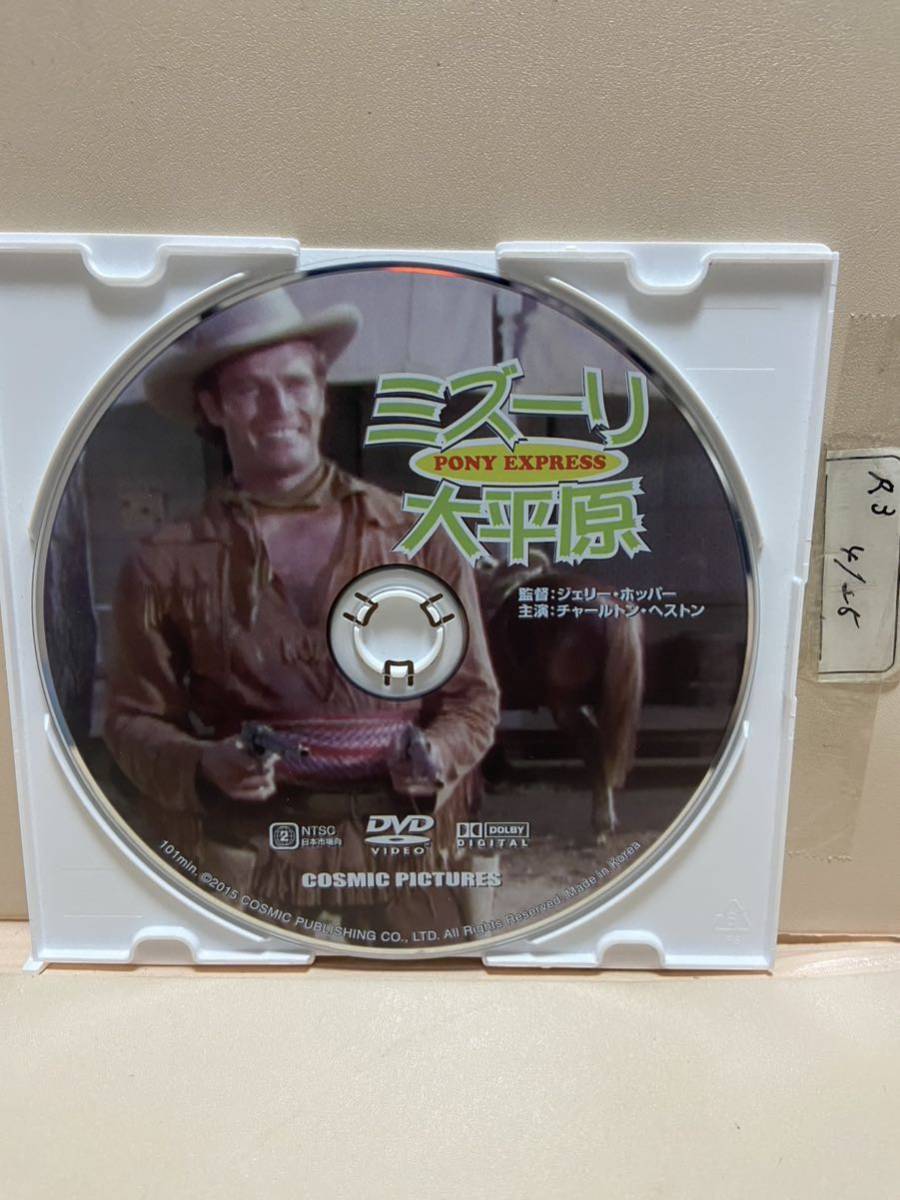 ミズーリ
PONY EXPRESS
大平原
監督：ジェリー・ホッパー
主演：チャールトン・ヘストン
2 NTSC
日本市場向
DVD
VIDEO
DOLBY
DIGITAL
COSMIC PICTURES
101min. ©2015 COSMIC PUBLISHING CO., LTD. All Rights Reserved. Made in Korea
R3